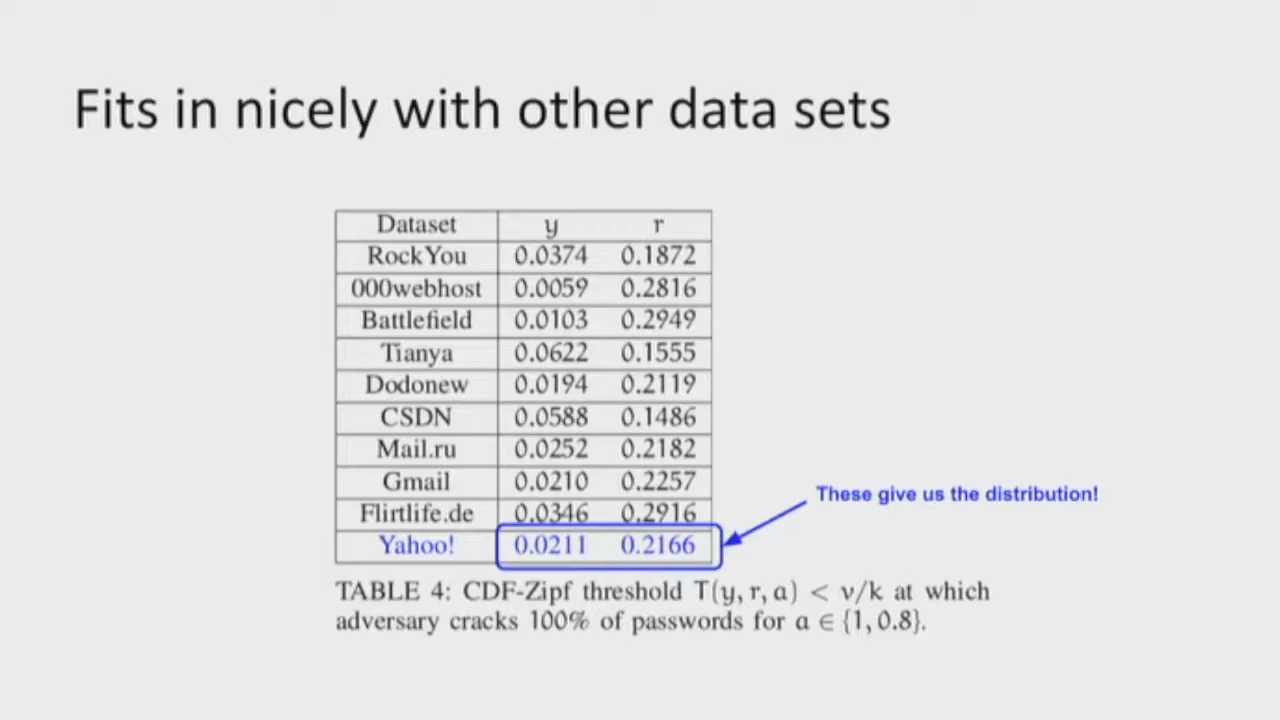 Fits in nicely with other data sets
Dataset y r
RockYou 0.0374 0.1872
000webhost 0.0059 0.2816
Battlefield 0.0103 0.2949
Tianya 0.0622 0.1555
Dodonew 0.0194 0.2119
CSDN 0.0588 0.1486
Mail.ru 0.0252 0.2182
Gmail 0.0210 0.2257
Flirtlife.de 0.0346 0.2916
Yahoo! 0.0211 0.2166
These give us the distribution!
TABLE 4: CDF-Zipf threshold T(y, r, a) < v/k at which
adversary cracks 100% of passwords for a ∈ {1, 0.8}.